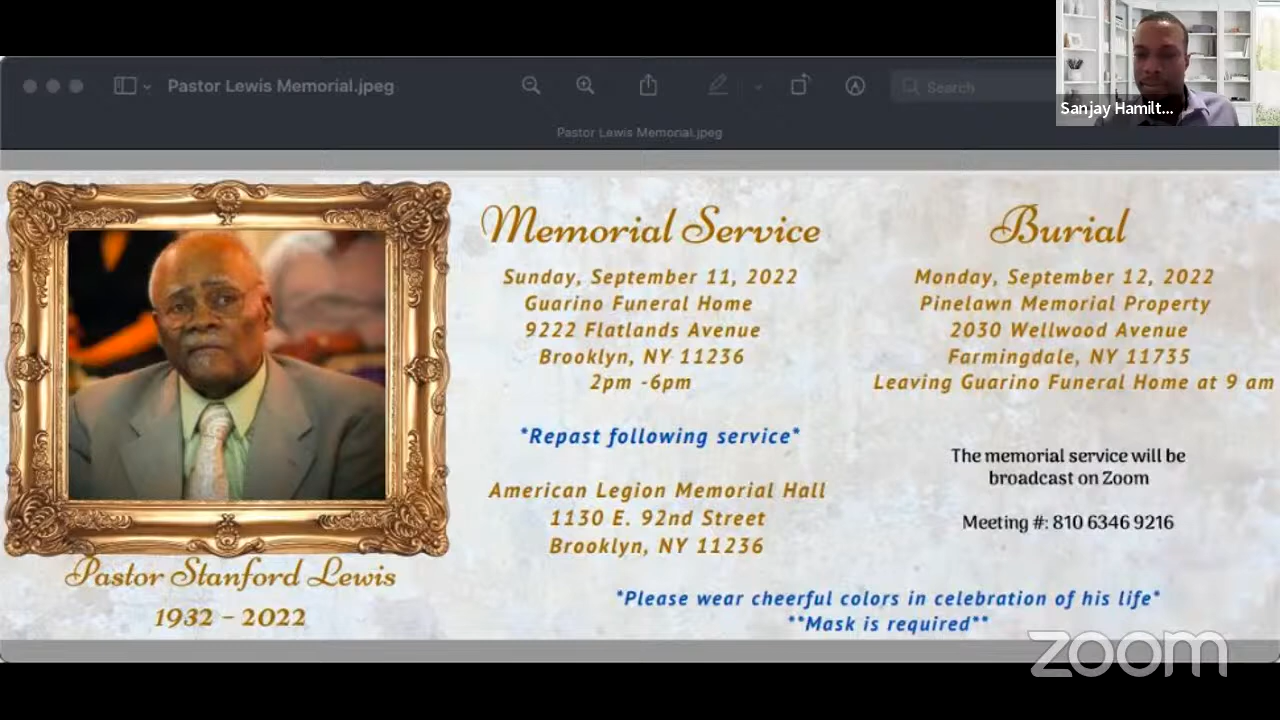 Pastor Lewis Memorial.jpeg
Search
Sanjay Hamilt...
Pastor Lewis Memorial.jpeg
Memorial Service
Sunday, September 11, 2022
Guarino Funeral Home
9222 Flatlands Avenue
Brooklyn, NY 11236
2pm -6pm
*Repast following service*
American Legion Memorial Hall
1130 E. 92nd Street
Brooklyn, NY 11236
Burial
Monday, September 12, 2022
Pinelawn Memorial Property
2030 Wellwood Avenue
Farmingdale, NY 11735
Leaving Guarino Funeral Home at 9 am
The memorial service will be
broadcast on Zoom
Meeting #: 810 6346 9216
Pastor Stanford Lewis
1932 - 2022
*Please wear cheerful colors in celebration of his life*
**Mask is required**
zoom